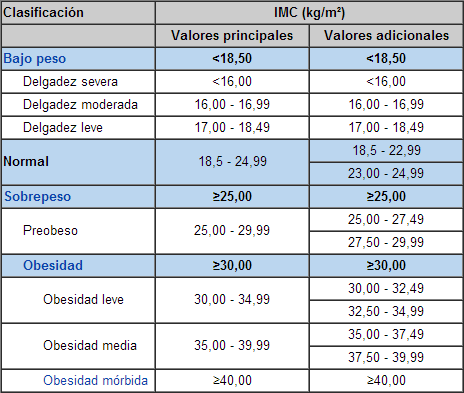 Clasificación IMC (kg/m²)
Valores principales Valores adicionales
Bajo peso <18,50 <18,50
Delgadez severa <16,00 <16,00
Delgadez moderada 16,00 - 16,99 16,00 - 16,99
Delgadez leve 17,00 - 18,49 17,00 - 18,49
Normal 18,5 - 24,99 18,5 - 22,99
23,00 - 24,99
Sobrepeso ≥25,00 ≥25,00
Preobeso 25,00 - 29,99 25,00 - 27,49
27,50 - 29,99
Obesidad ≥30,00 ≥30,00
Obesidad leve 30,00 - 34,99 30,00 - 32,49
32,50 - 34,99
Obesidad media 35,00 - 39,99 35,00 - 37,49
37,50 - 39,99
Obesidad mórbida ≥40,00 ≥40,00